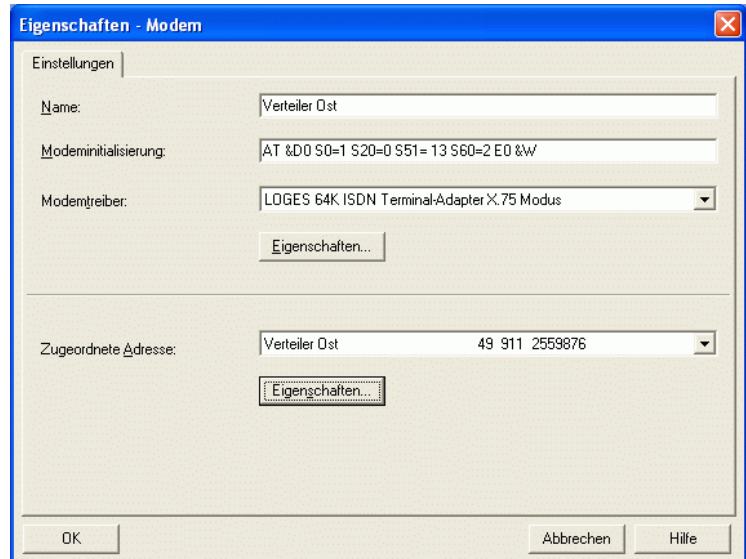 Eigenschaften - Modem
Einstellungen
Name: Verteiler Ost
Modeminitialisierung: AT &D0 S0=1 S20=0 S51= 13 S60=2 E0 &W
Modemtreiber: LOGES 64K ISDN Terminal-Adapter X.75 Modus
Eigenschaften...
Zugeordnete Adresse: Verteiler Ost 49 911 2559876
Eigenschaften...
OK Abbrechen Hilfe